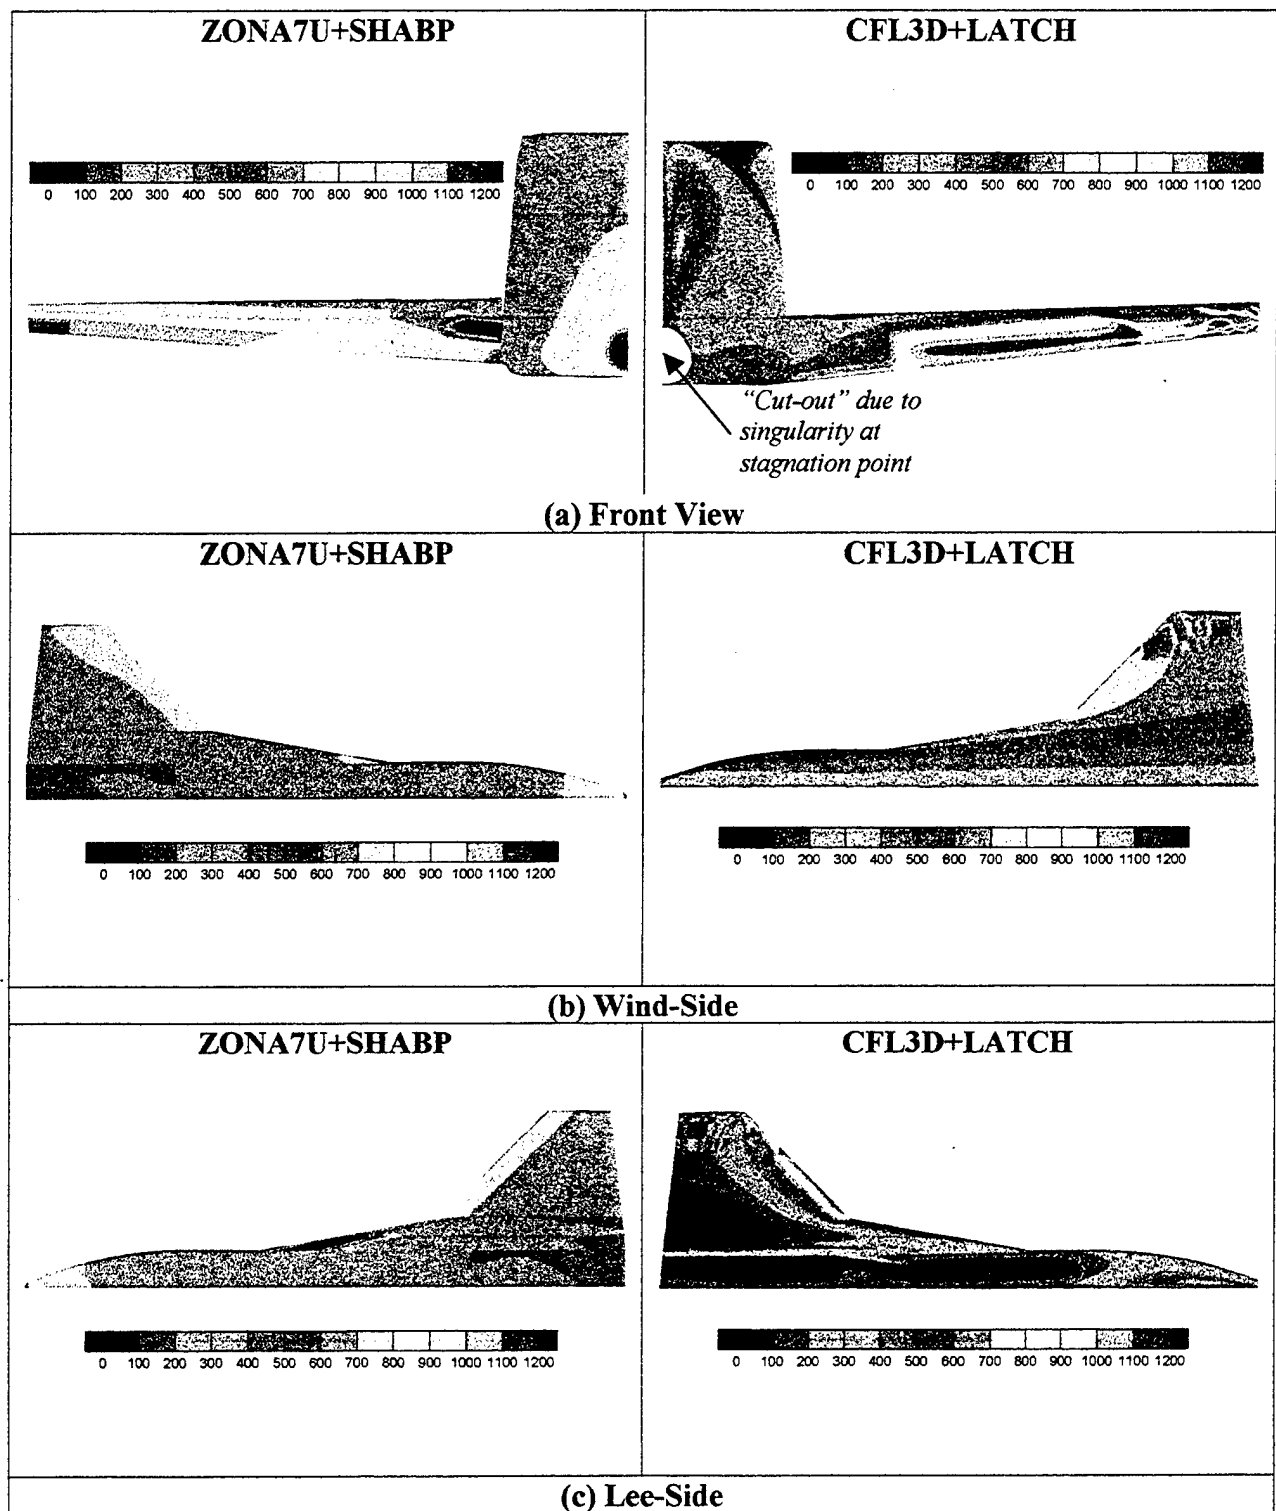 ZONA7U+SHABP
CFL3D+LATCH
0 100 200 300 400 500 600 700 800 900 1000 1100 1200
0 100 200 300 400 500 600 700 800 900 1000 1100 1200
“Cut-out” due to
singularity at
stagnation point
(a) Front View
ZONA7U+SHABP
CFL3D+LATCH
0 100 200 300 400 500 600 700 800 900 1000 1100 1200
0 100 200 300 400 500 600 700 800 900 1000 1100 1200
(b) Wind-Side
ZONA7U+SHABP
CFL3D+LATCH
0 100 200 300 400 500 600 700 800 900 1000 1100 1200
0 100 200 300 400 500 600 700 800 900 1000 1100 1200
(c) Lee-Side